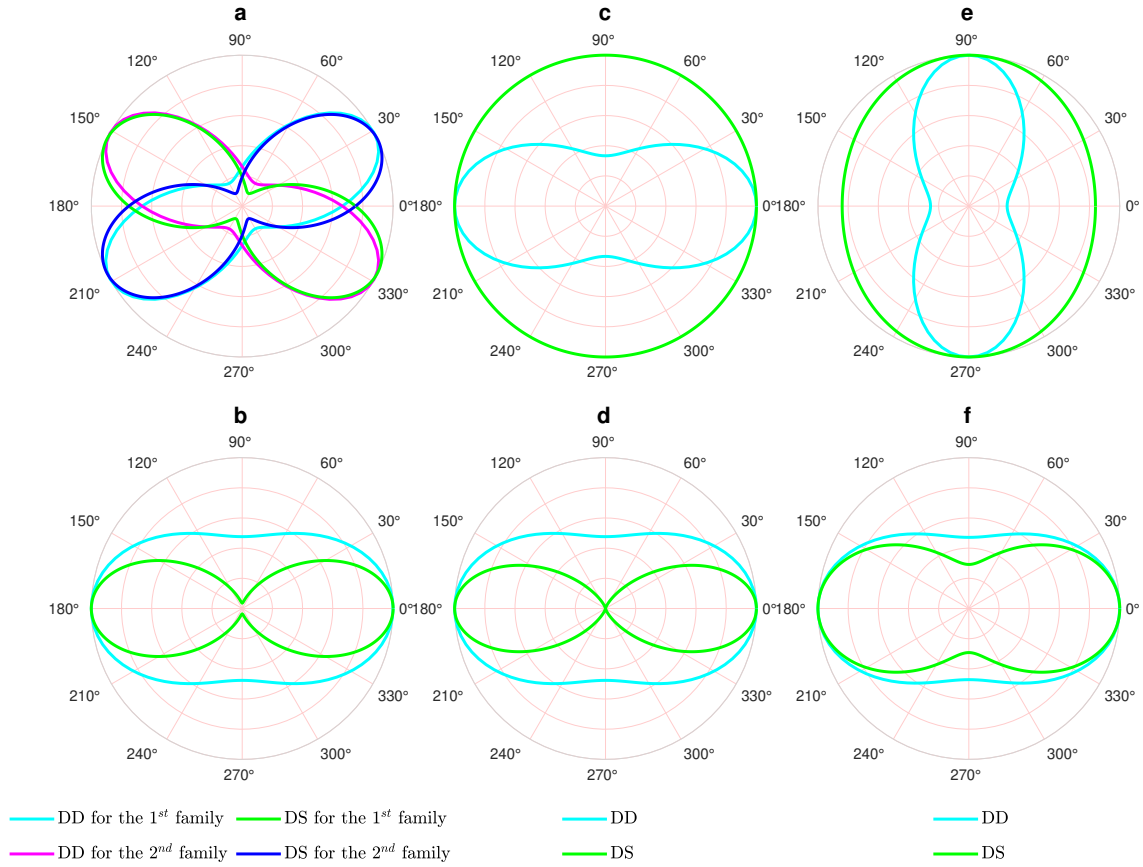 a c e
90° 90° 90°
120° 60° 120° 60° 120° 60°
150° 30° 150° 30° 150° 30°
180° 0° 180° 0° 180° 0°
210° 330° 210° 330° 210° 330°
240° 300° 240° 300° 240° 300°
270° 270° 270°
b d f
90° 90° 90°
120° 60° 120° 60° 120° 60°
150° 30° 150° 30° 150° 30°
180° 0° 180° 0° 180° 0°
210° 330° 210° 330° 210° 330°
240° 300° 240° 300° 240° 300°
270° 270° 270°
DD for the 1st family DS for the 1st family DD DD
DD for the 2nd family DS for the 2nd family DS DS